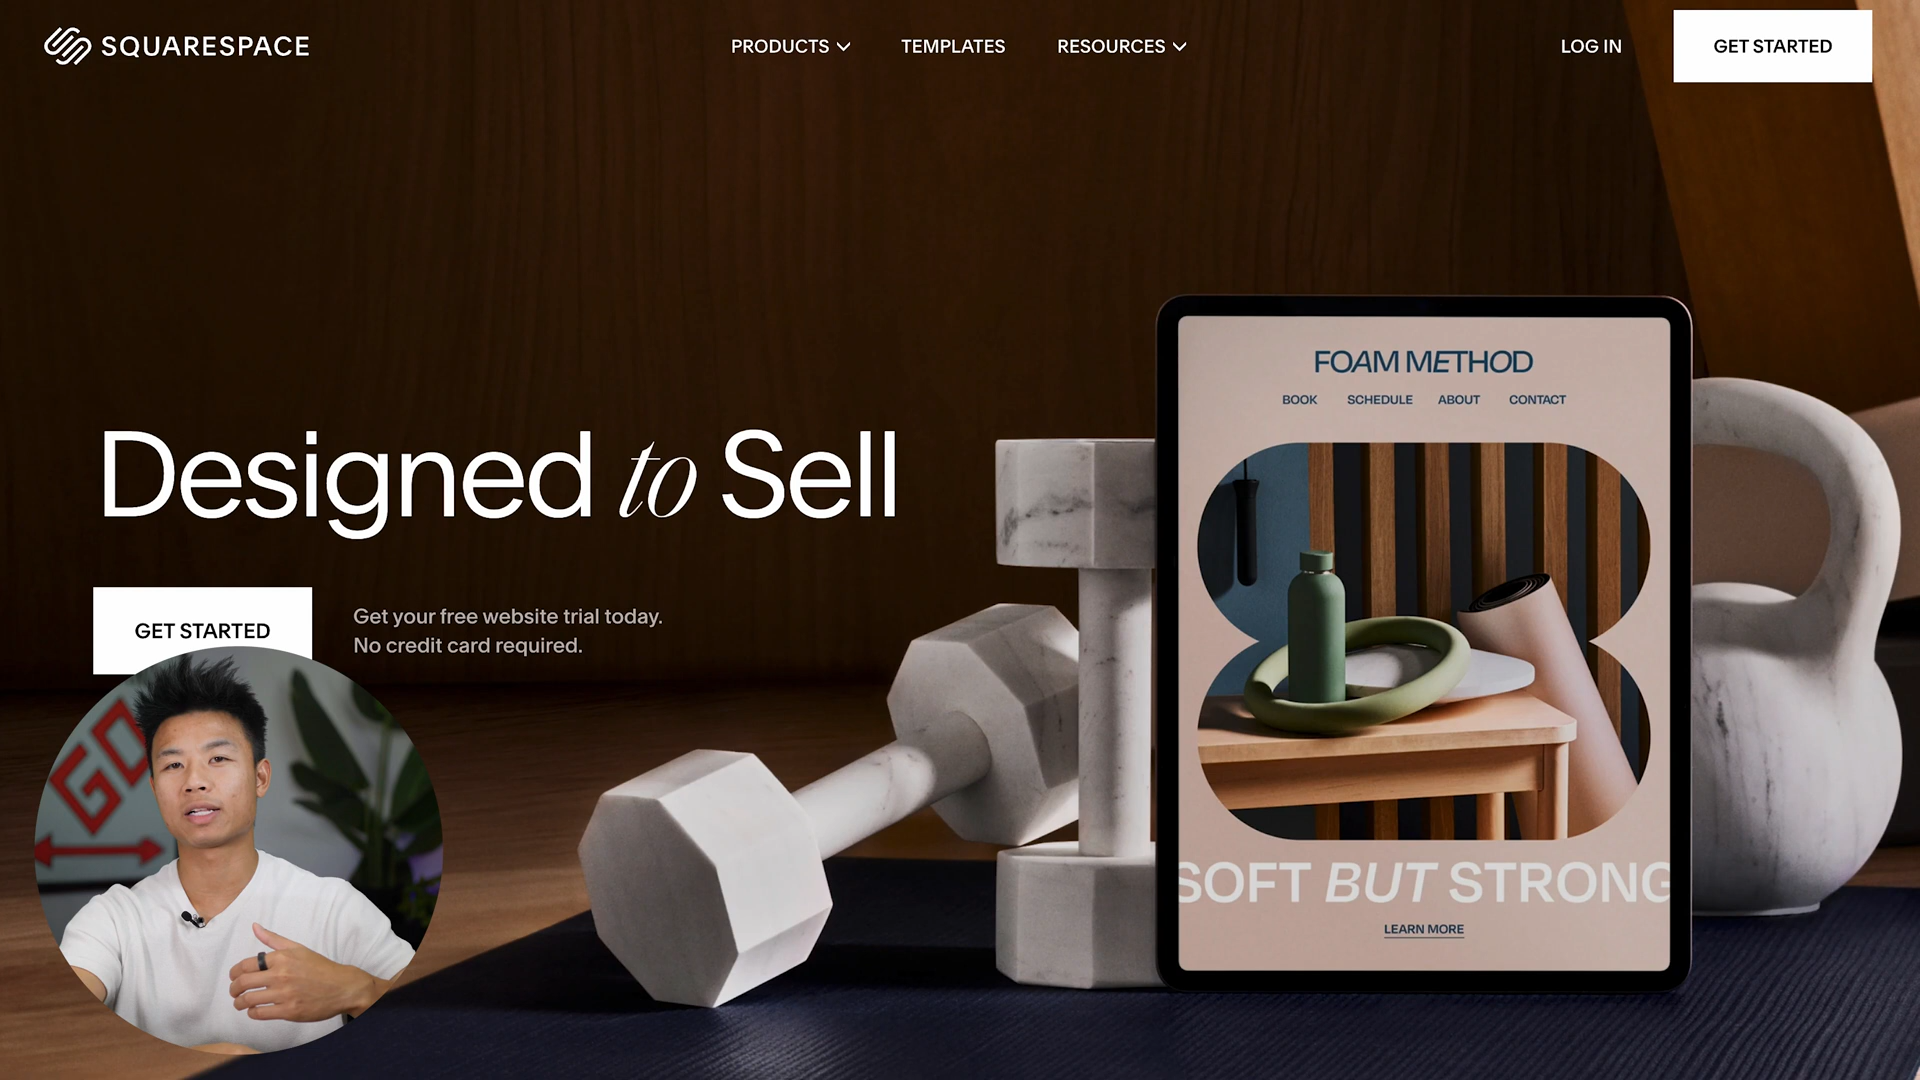 SQUARESPACE
PRODUCTS
TEMPLATES
RESOURCES
LOG IN
GET STARTED
Designed to Sell
GET STARTED
Get your free website trial today.
No credit card required.
FOAM METHOD
BOOK
SCHEDULE
ABOUT
CONTACT
SOFT BUT STRONG
LEARN MORE
GO